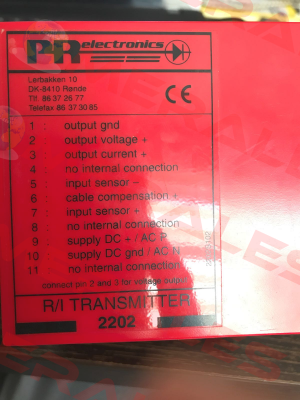 PR electronics
Lerbakken 10
DK-8410 Rønde
Tlf. 86 37 26 77
Telefax 86 37 30 85
CE
1 : output gnd
2 : output voltage +
3 : output current +
4 : no internal connection
5 : input sensor -
6 : cable compensation +
7 : input sensor +
8 : no internal connection
9 : supply DC + / AC P
10 : supply DC gnd / AC N
11 : no internal connection
connect pin 2 and 3 for voltage output
R/I TRANSMITTER
2202